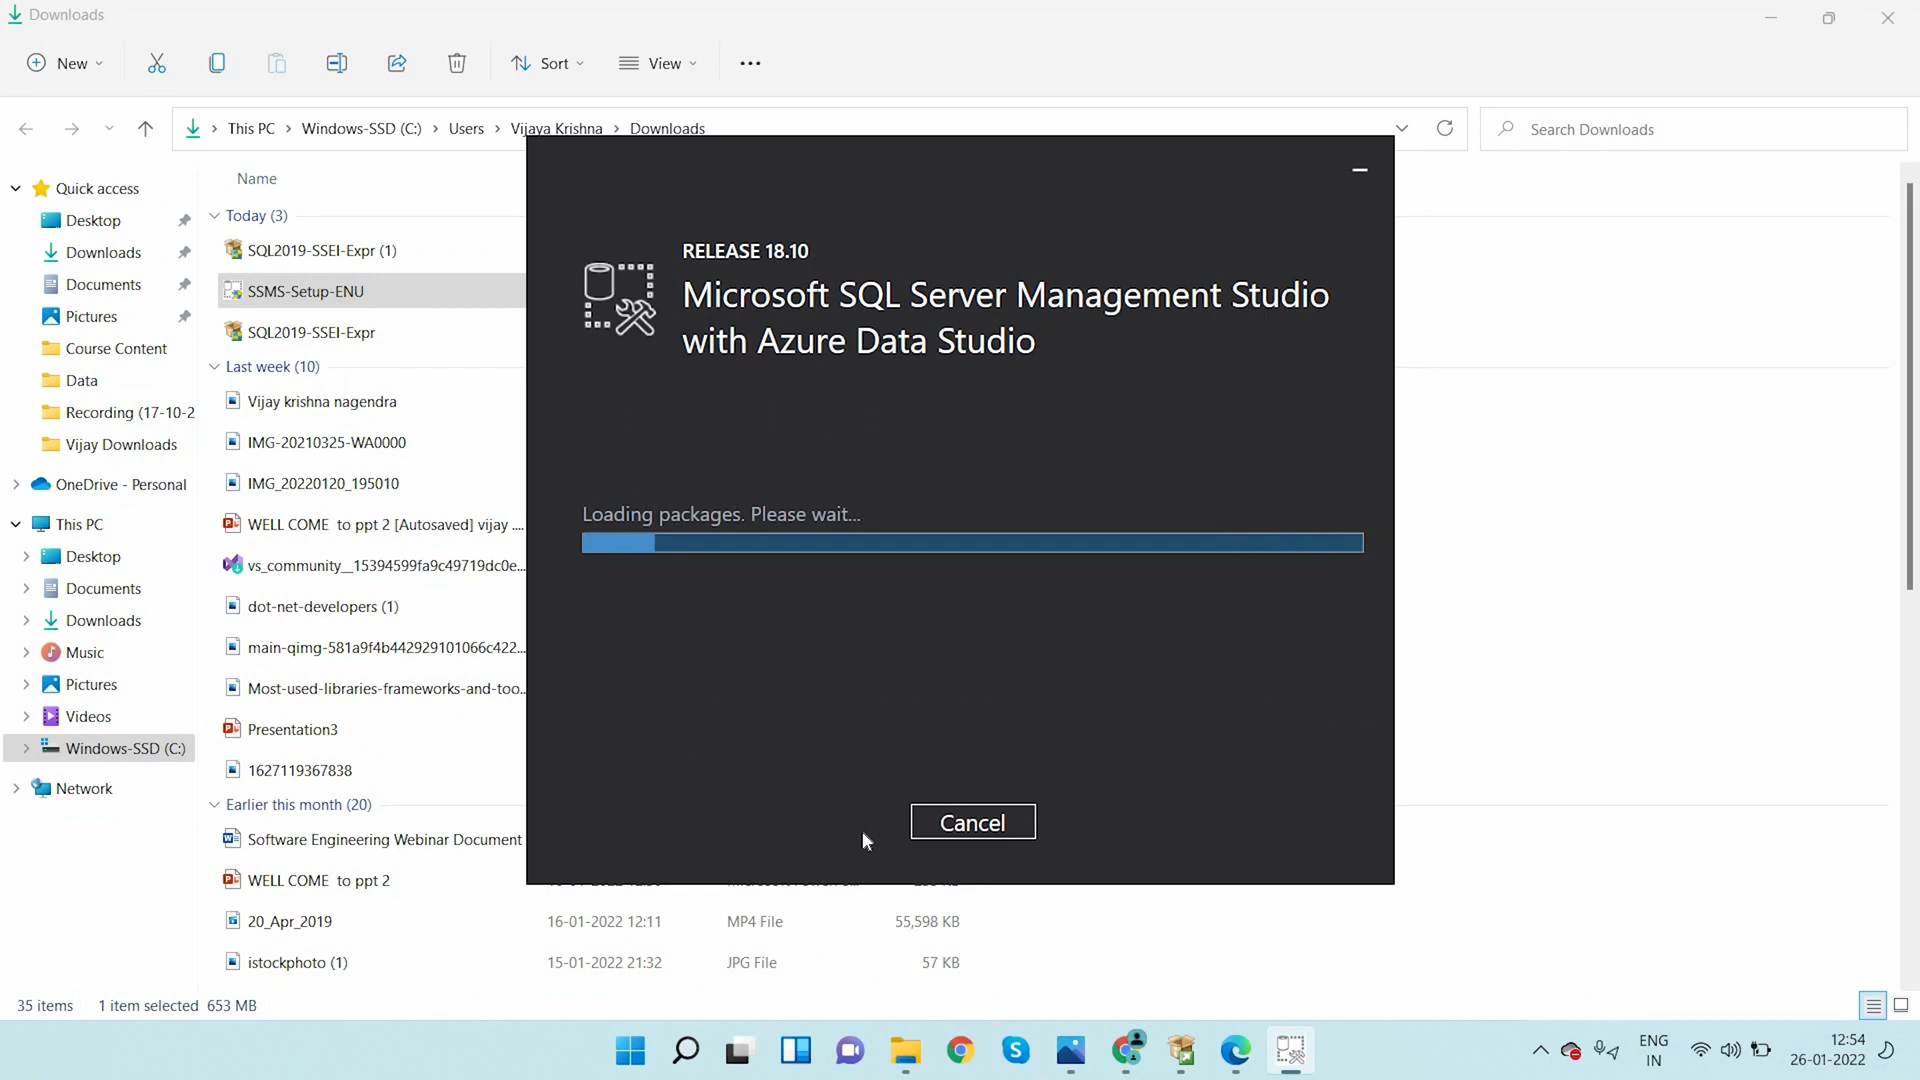 Downloads
New
Sort
View
This PC
Windows-SSD (C:)
Users
Vijaya Krishna
Downloads
Search Downloads
Quick access
Desktop
Downloads
Documents
Pictures
Course Content
Data
Recording (17-10-2
Vijay Downloads
OneDrive - Personal
This PC
Desktop
Documents
Downloads
Music
Pictures
Videos
Windows-SSD (C:)
Network
Name
Today (3)
SQL2019-SSEI-Expr (1)
SSMS-Setup-ENU
SQL2019-SSEI-Expr
Last week (10)
Vijay krishna nagendra
IMG-20210325-WA0000
IMG_20220120_195010
WELL COME to ppt 2 [Autosaved] vijay ....
vs_community__15394599fa9c49719dc0e...
dot-net-developers (1)
main-qimg-581a9f4b442929101066c422...
Most-used-libraries-frameworks-and-too...
Presentation3
1627119367838
Earlier this month (20)
Software Engineering Webinar Document
WELL COME to ppt 2
20_Apr_2019 16-01-2022 12:11 MP4 File 55,598 KB
istockphoto (1) 15-01-2022 21:32 JPG File 57 KB
RELEASE 18.10
Microsoft SQL Server Management Studio
with Azure Data Studio
Loading packages. Please wait...
Cancel
35 items 1 item selected 653 MB
ENG
IN
12:54
26-01-2022